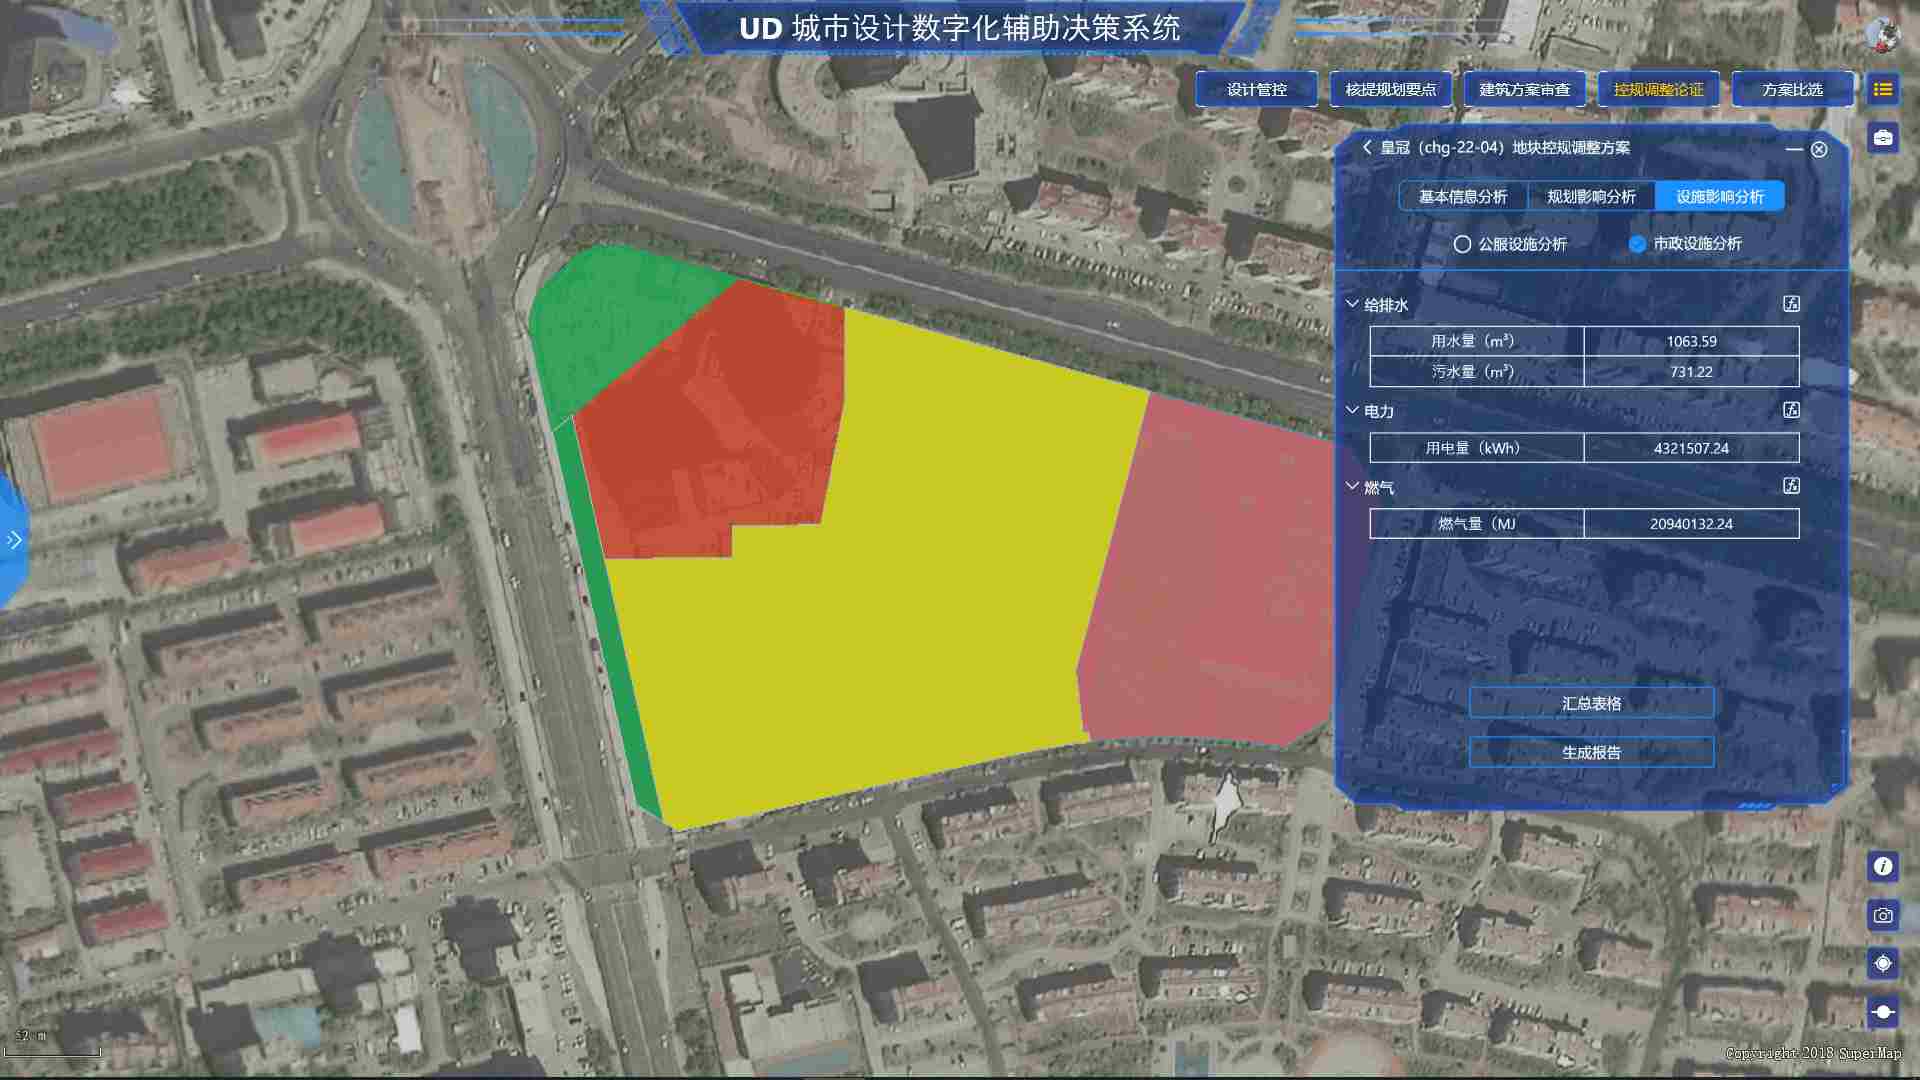 UD 城市设计数字化辅助决策系统
设计管控
核提规划要点
建筑方案审查
控规调整论证
方案比选
皇冠（chg-22-04）地块控规调整方案
基本信息分析
规划影响分析
设施影响分析
公服设施分析
市政设施分析
给排水
用水量（m³） 1063.59
污水量（m³） 731.22
电力
用电量（kWh） 4321507.24
燃气
燃气量（MJ 20940132.24
汇总表格
生成报告
52 m
Copyright 2018 SuperMap